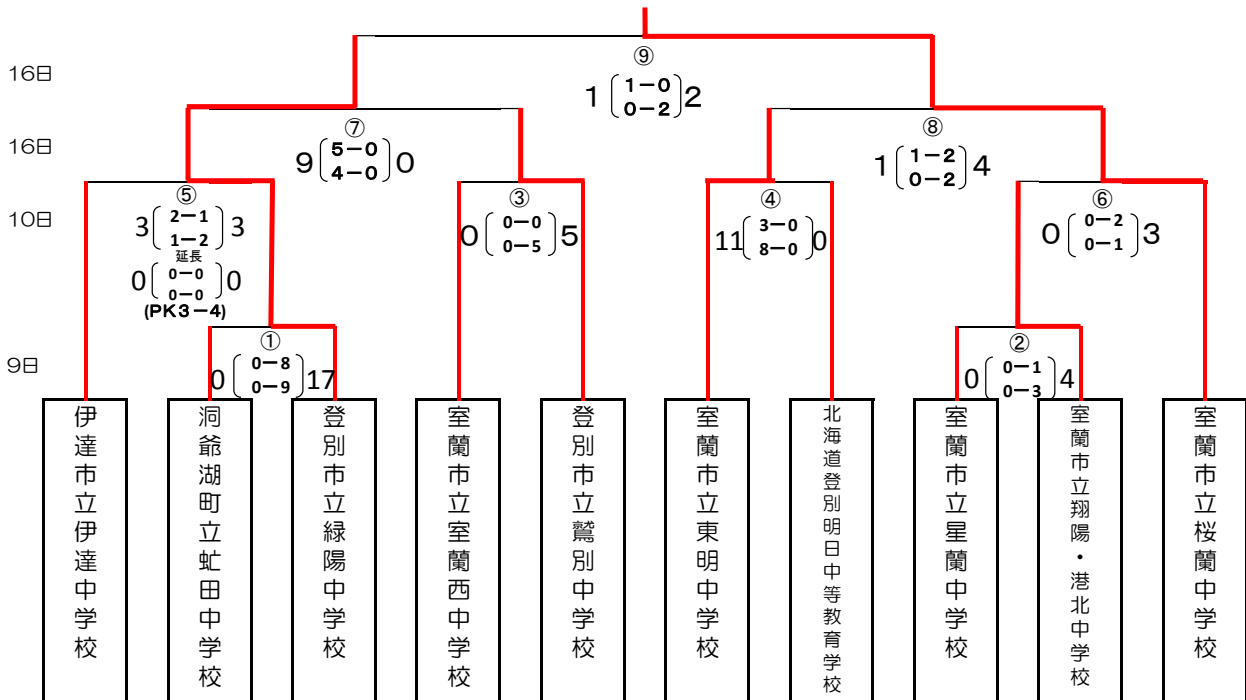 ⑨
16日
1 1−0 2
0−2
⑦
⑧
16日
9 5−0 0
4−0
1 1−2 4
0−2
⑤
③
④
⑥
10日
3 2−1 3
1−2
延長
0 0−0 0
0−0
(PK3−4)
0 0−0 5
0−5
11 3−0 0
8−0
0 0−2 3
0−1
①
②
9日
0 0−8 17
0−9
0 0−1 4
0−3
伊達市立伊達中学校
洞爺湖町立虻田中学校
登別市立緑陽中学校
室蘭市立室蘭西中学校
登別市立鷲別中学校
室蘭市立東明中学校
北海道登別明日中等教育学校
室蘭市立星蘭中学校
室蘭市立翔陽・港北中学校
室蘭市立桜蘭中学校